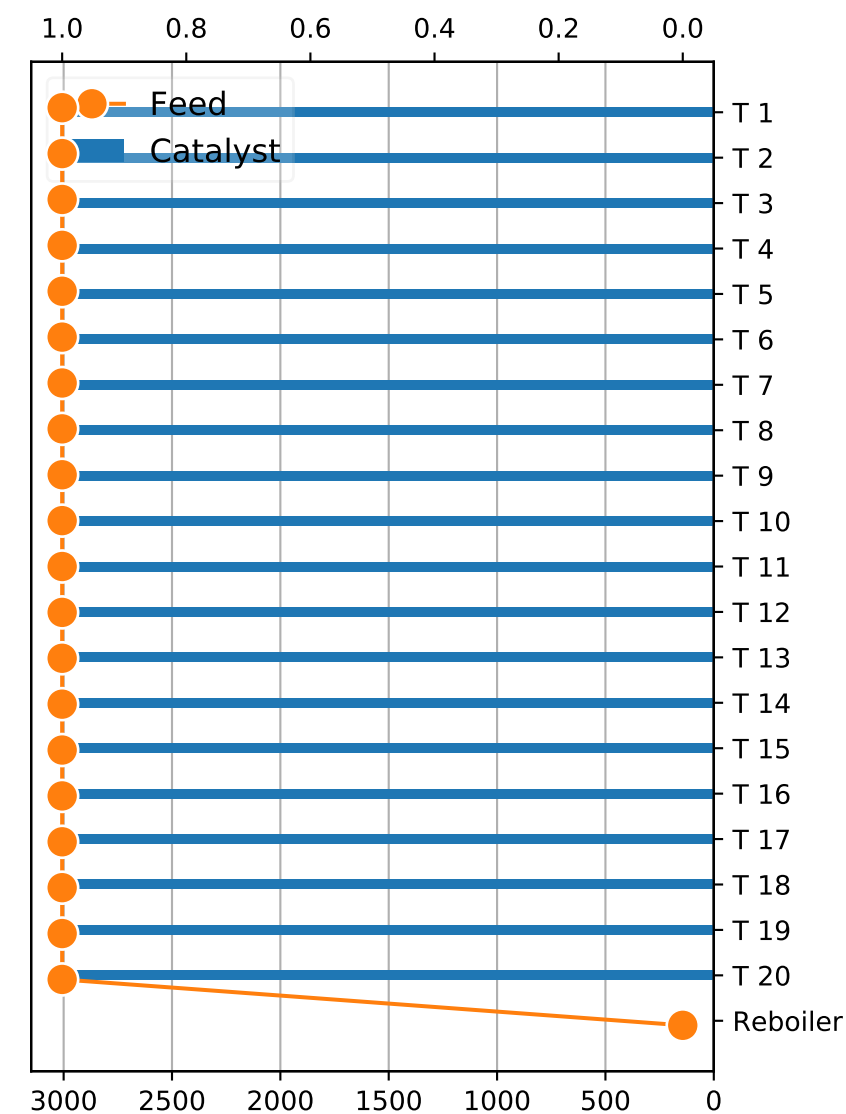 1.0 0.8 0.6 0.4 0.2 0.0
Feed
Catalyst
T 1
T 2
T 3
T 4
T 5
T 6
T 7
T 8
T 9
T 10
T 11
T 12
T 13
T 14
T 15
T 16
T 17
T 18
T 19
T 20
Reboiler
3000 2500 2000 1500 1000 500 0